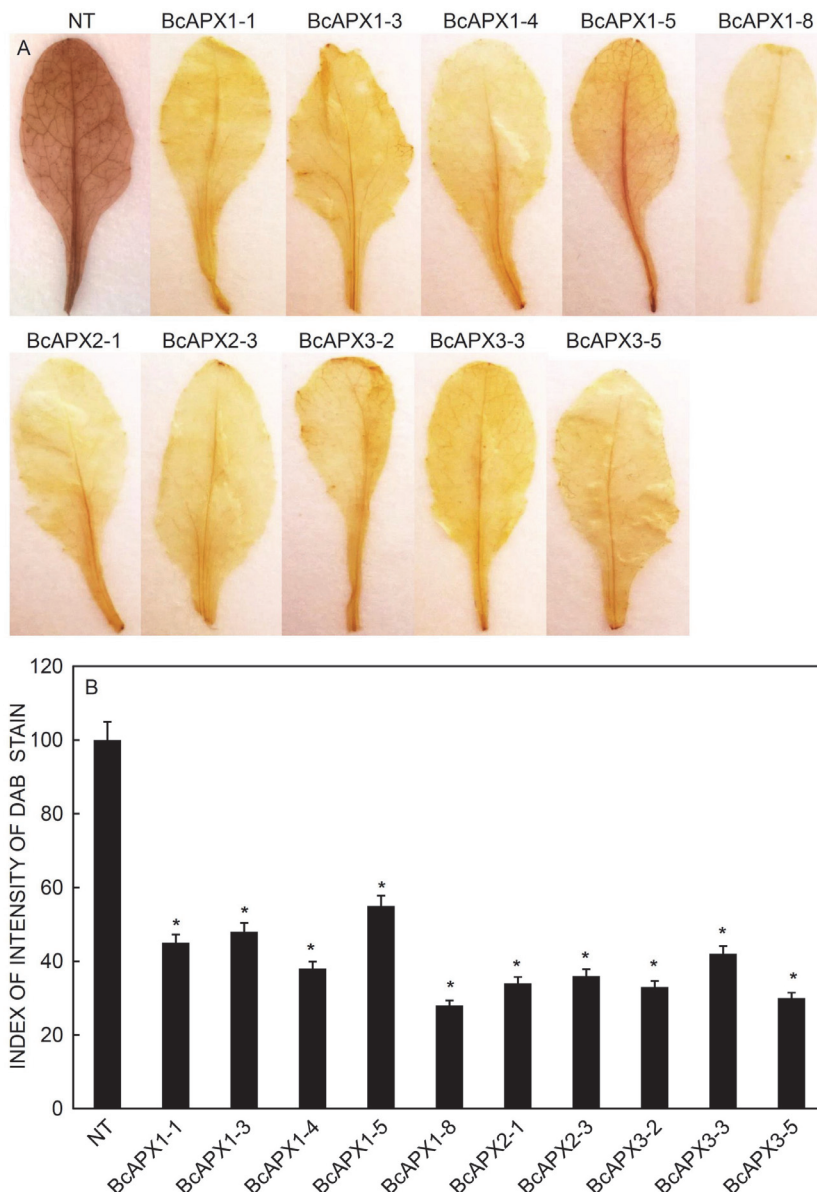 NT BcAPX1-1 BcAPX1-3 BcAPX1-4 BcAPX1-5 BcAPX1-8
A
BcAPX2-1 BcAPX2-3 BcAPX3-2 BcAPX3-3 BcAPX3-5
B
INDEX OF INTENSITY OF DAB STAIN
120
100
80
60
40
20
0
* * * * * * * * * *
NT BcAPX1-1 BcAPX1-3 BcAPX1-4 BcAPX1-5 BcAPX1-8 BcAPX2-1 BcAPX2-3 BcAPX3-2 BcAPX3-3 BcAPX3-5